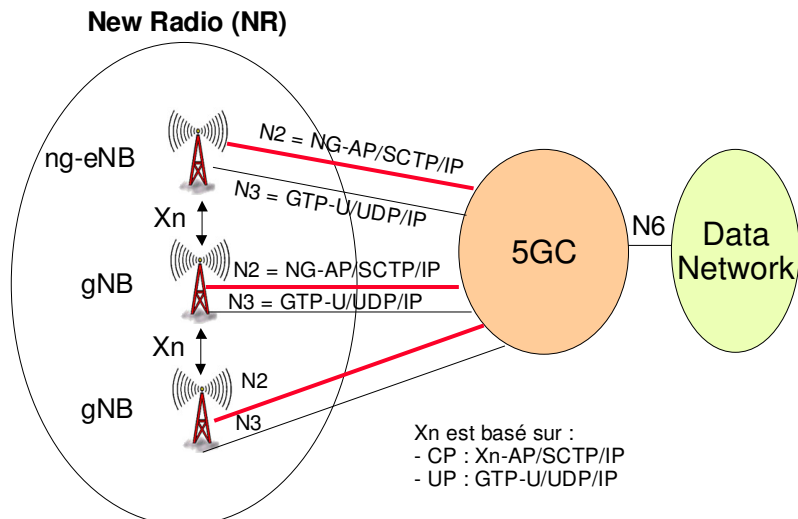 New Radio (NR)
ng-eNB
N2 = NG-AP/SCTP/IP
N3 = GTP-U/UDP/IP
Xn
gNB
N2 = NG-AP/SCTP/IP
N3 = GTP-U/UDP/IP
5GC
N6
Data
Network
Xn
gNB
N2
N3
Xn est basé sur :
- CP : Xn-AP/SCTP/IP
- UP : GTP-U/UDP/IP